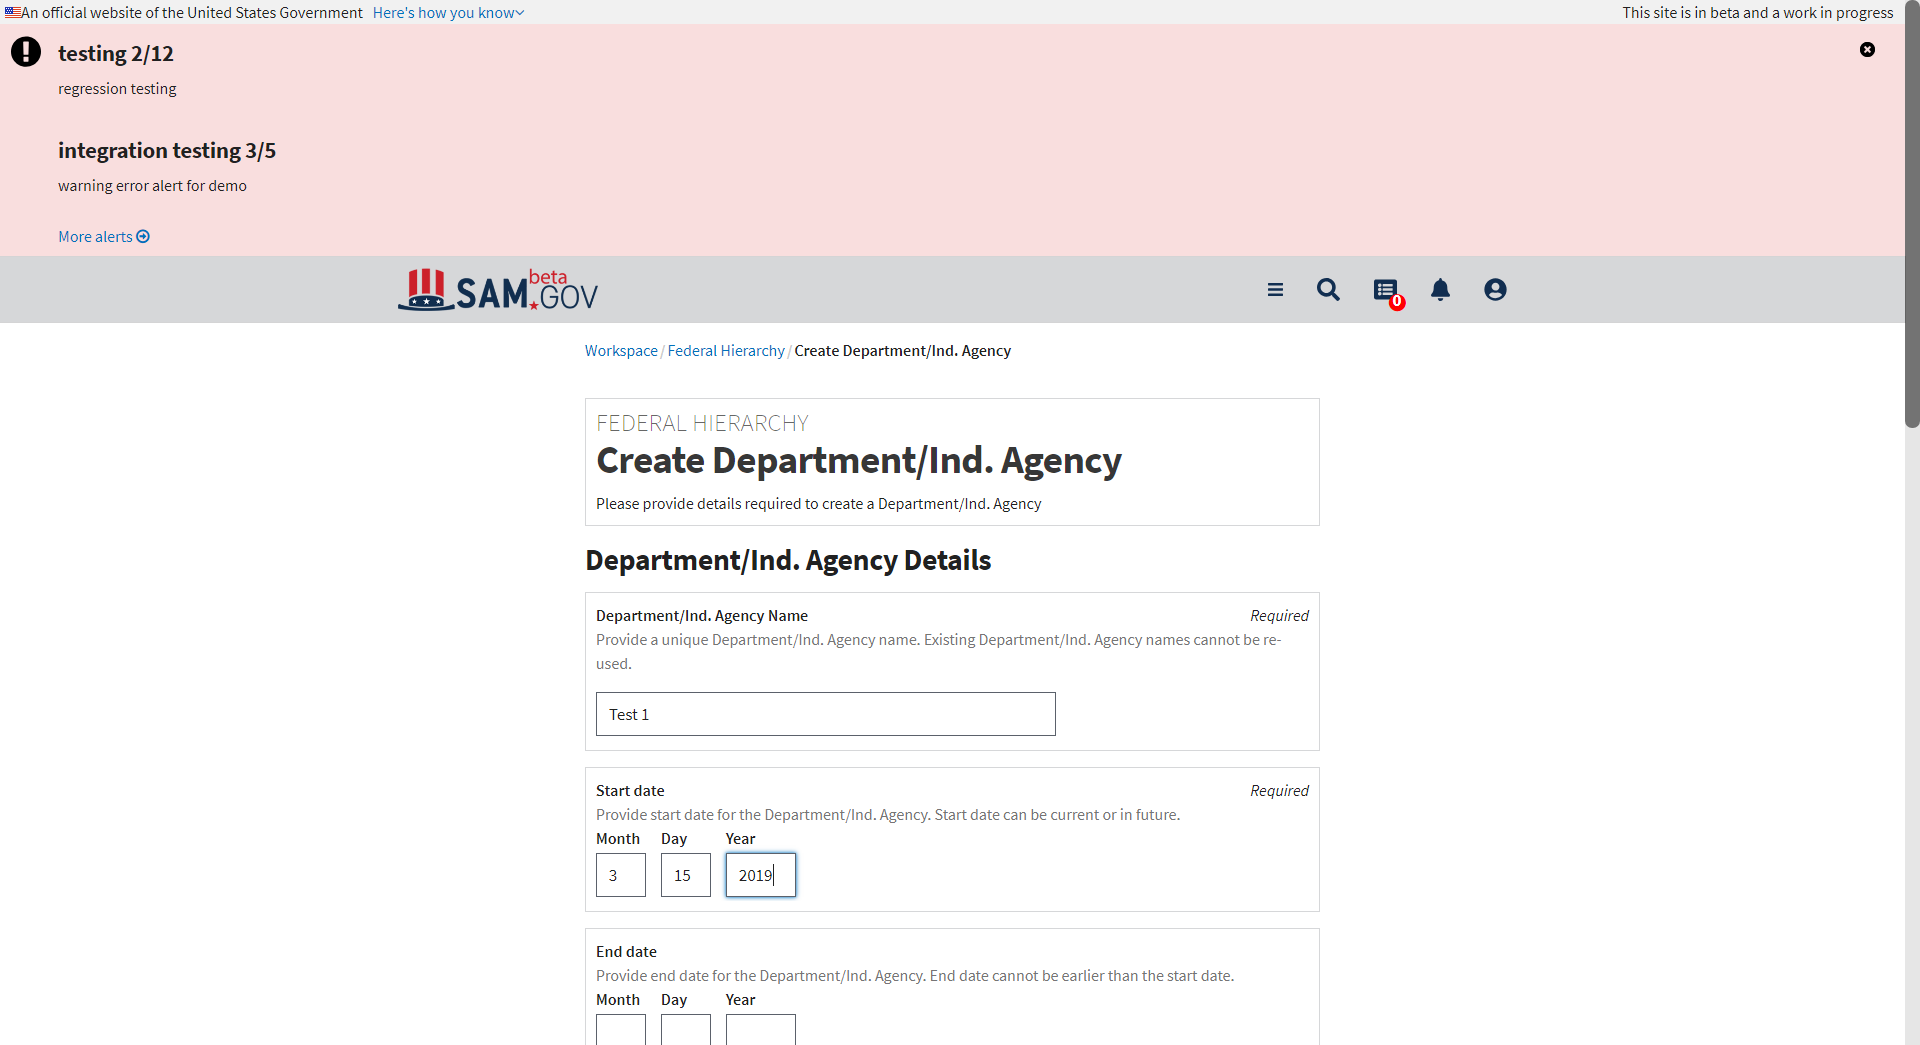 An official website of the United States Government Here's how you know
This site is in beta and a work in progress
testing 2/12
regression testing
integration testing 3/5
warning error alert for demo
More alerts
SAM beta .GOV
0
Workspace / Federal Hierarchy / Create Department/Ind. Agency
FEDERAL HIERARCHY
Create Department/Ind. Agency
Please provide details required to create a Department/Ind. Agency
Department/Ind. Agency Details
Department/Ind. Agency Name Required
Provide a unique Department/Ind. Agency name. Existing Department/Ind. Agency names cannot be re-
used.
Test 1
Start date Required
Provide start date for the Department/Ind. Agency. Start date can be current or in future.
Month Day Year
3 15 2019
End date
Provide end date for the Department/Ind. Agency. End date cannot be earlier than the start date.
Month Day Year